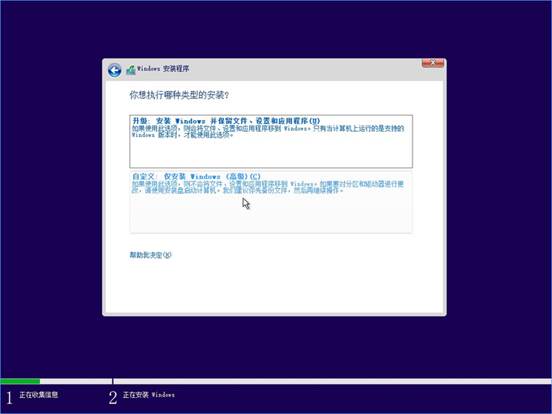 Windows 安装程序
你想执行哪种类型的安装?
升级: 安装 Windows 并保留文件、设置和应用程序(U)
如果使用此选项，则会将文件、设置和应用程序移到 Windows。只有当计算机上运行的是支持的
Windows 版本时，才能使用此选项。
自定义: 仅安装 Windows (高级)(C)
如果使用此选项，则不会将文件、设置和应用程序移到 Windows。如果要对分区和驱动器进行更
改，请使用安装盘启动计算机。我们建议你先备份文件，然后再继续操作。
帮助我决定(H)
1 正在收集信息
2 正在安装 Windows